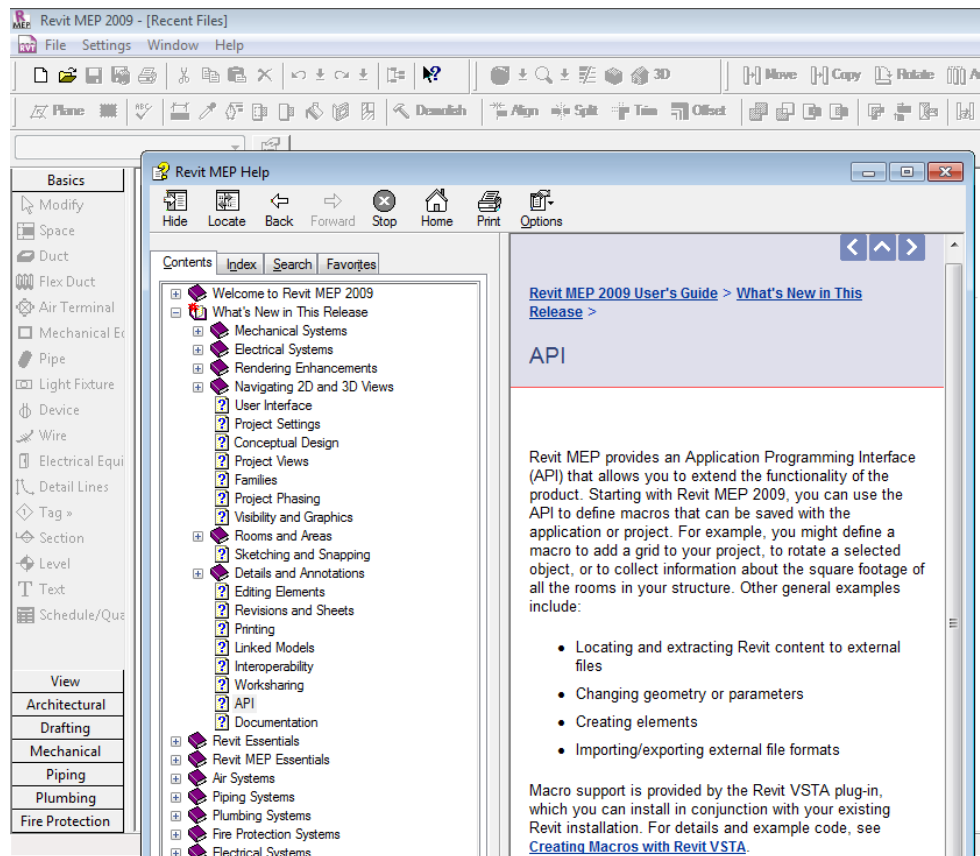 Revit MEP 2009 - [Recent Files]
File Settings Window Help
3D Move Copy Rotate
Plane Demolish Align Split Trim Offset
Basics
Modify
Space
Duct
Flex Duct
Air Terminal
Mechanical
Pipe
Light Fixture
Device
Wire
Electrical Equi
Detail Lines
Tag »
Section
Level
Text
Schedule/Qua
View
Architectural
Drafting
Mechanical
Piping
Plumbing
Fire Protection
Revit MEP Help
Hide Locate Back Forward Stop Home Print Options
Contents Index Search Favorites
Welcome to Revit MEP 2009
What's New in This Release
Mechanical Systems
Electrical Systems
Rendering Enhancements
Navigating 2D and 3D Views
User Interface
Project Settings
Conceptual Design
Project Views
Families
Project Phasing
Visibility and Graphics
Rooms and Areas
Sketching and Snapping
Details and Annotations
Editing Elements
Revisions and Sheets
Printing
Linked Models
Interoperability
Worksharing
API
Documentation
Revit Essentials
Revit MEP Essentials
Air Systems
Piping Systems
Plumbing Systems
Fire Protection Systems
Electrical Systems
Revit MEP 2009 User's Guide > What's New in This
Release >
API
Revit MEP provides an Application Programming Interface
(API) that allows you to extend the functionality of the
product. Starting with Revit MEP 2009, you can use the
API to define macros that can be saved with the
application or project. For example, you might define a
macro to add a grid to your project, to rotate a selected
object, or to collect information about the square footage of
all the rooms in your structure. Other general examples
include:
• Locating and extracting Revit content to external
files
• Changing geometry or parameters
• Creating elements
• Importing/exporting external file formats
Macro support is provided by the Revit VSTA plug-in,
which you can install in conjunction with your existing
Revit installation. For details and example code, see
Creating Macros with Revit VSTA.